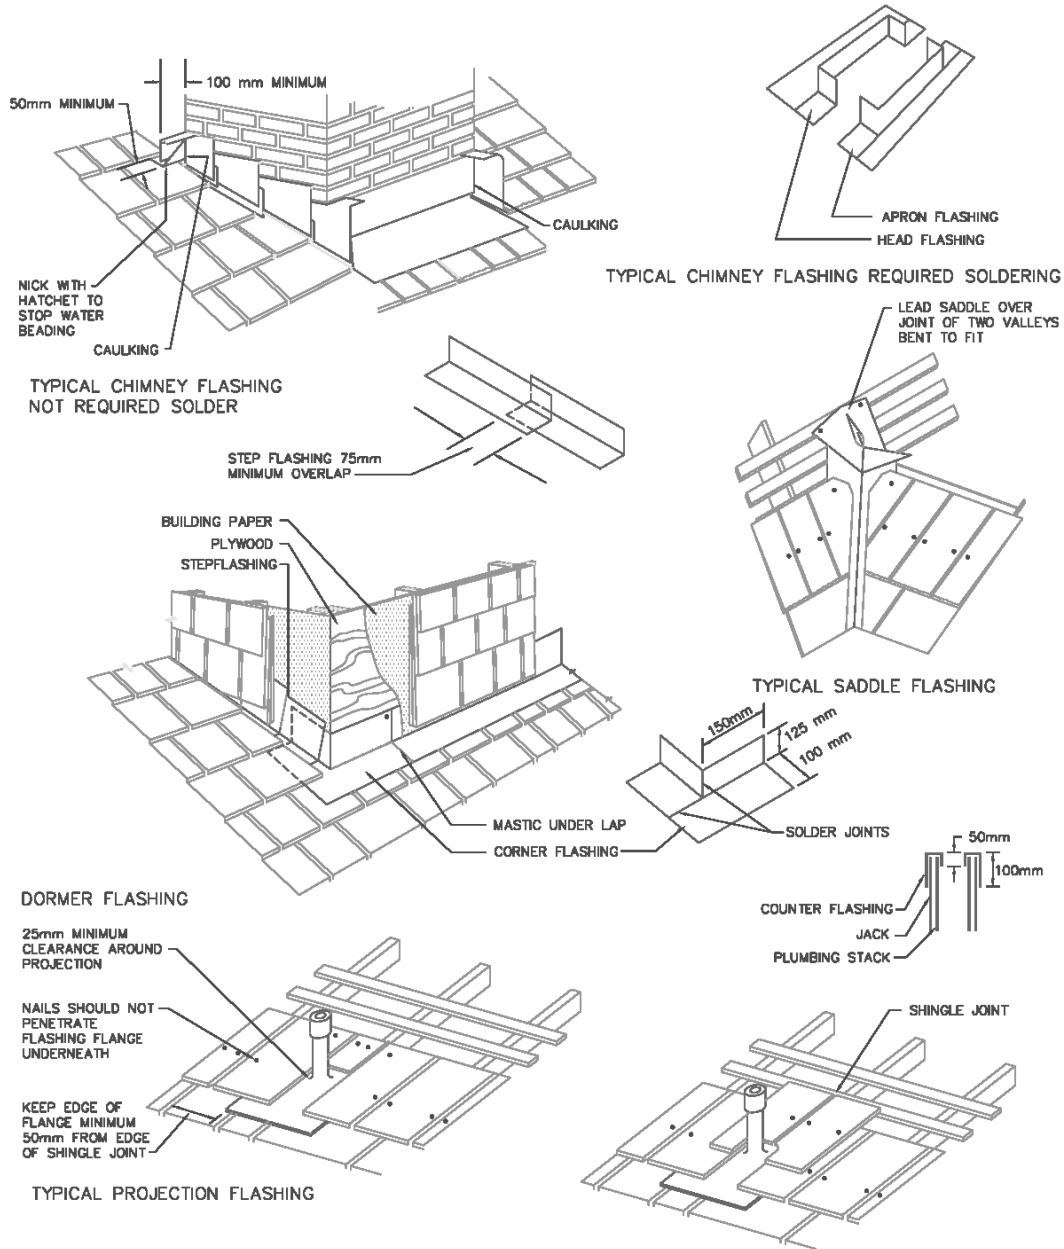 100 mm MINIMUM
50mm MINIMUM
CAULKING
NICK WITH
HATCHET TO
STOP WATER
BEADING
CAULKING
TYPICAL CHIMNEY FLASHING
NOT REQUIRED SOLDER
APRON FLASHING
HEAD FLASHING
TYPICAL CHIMNEY FLASHING REQUIRED SOLDERING
LEAD SADDLE OVER
JOINT OF TWO VALLEYS
BENT TO FIT
STEP FLASHING 75mm
MINIMUM OVERLAP
TYPICAL SADDLE FLASHING
BUILDING PAPER
PLYWOOD
STEPFLASHING
150mm
125 mm
100 mm
MASTIC UNDER LAP
SOLDER JOINTS
CORNER FLASHING
DORMER FLASHING
50mm
100mm
COUNTER FLASHING
JACK
PLUMBING STACK
25mm MINIMUM
CLEARANCE AROUND
PROJECTION
NAILS SHOULD NOT
PENETRATE
FLASHING FLANGE
UNDERNEATH
KEEP EDGE OF
FLANGE MINIMUM
50mm FROM EDGE
OF SHINGLE JOINT
SHINGLE JOINT
TYPICAL PROJECTION FLASHING